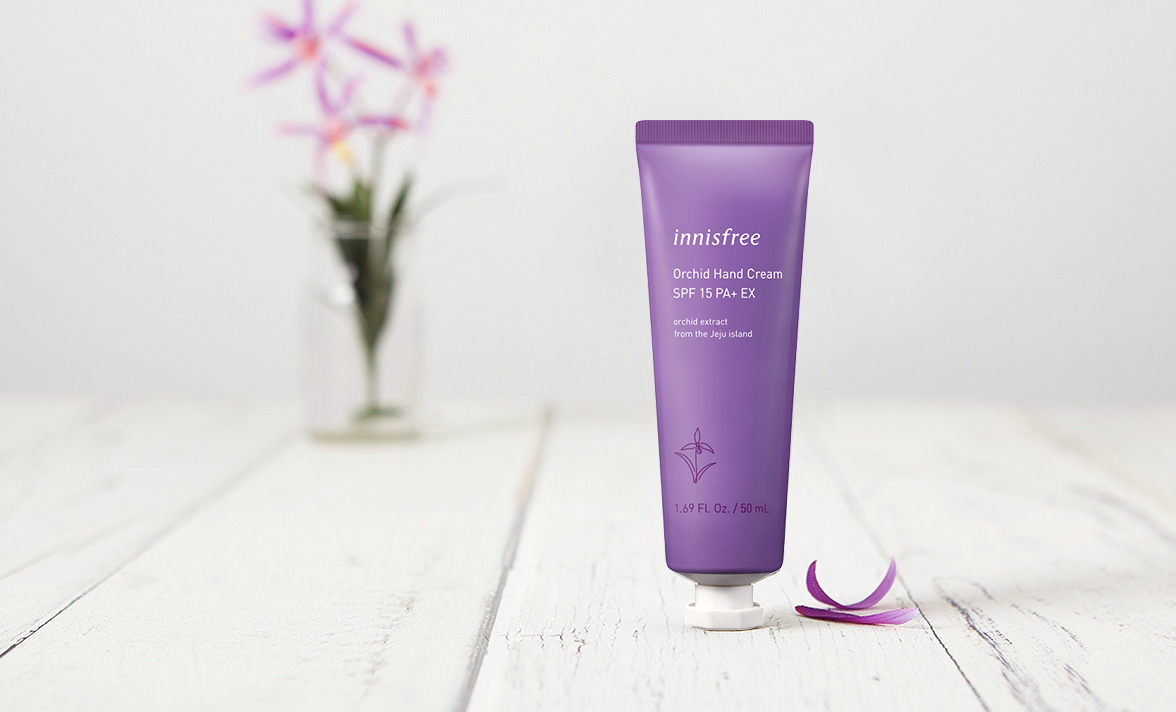 innisfree
Orchid Hand Cream
SPF 15 PA+ EX
orchid extract
from the Jeju island
1.69 Fl. Oz. / 50 mL